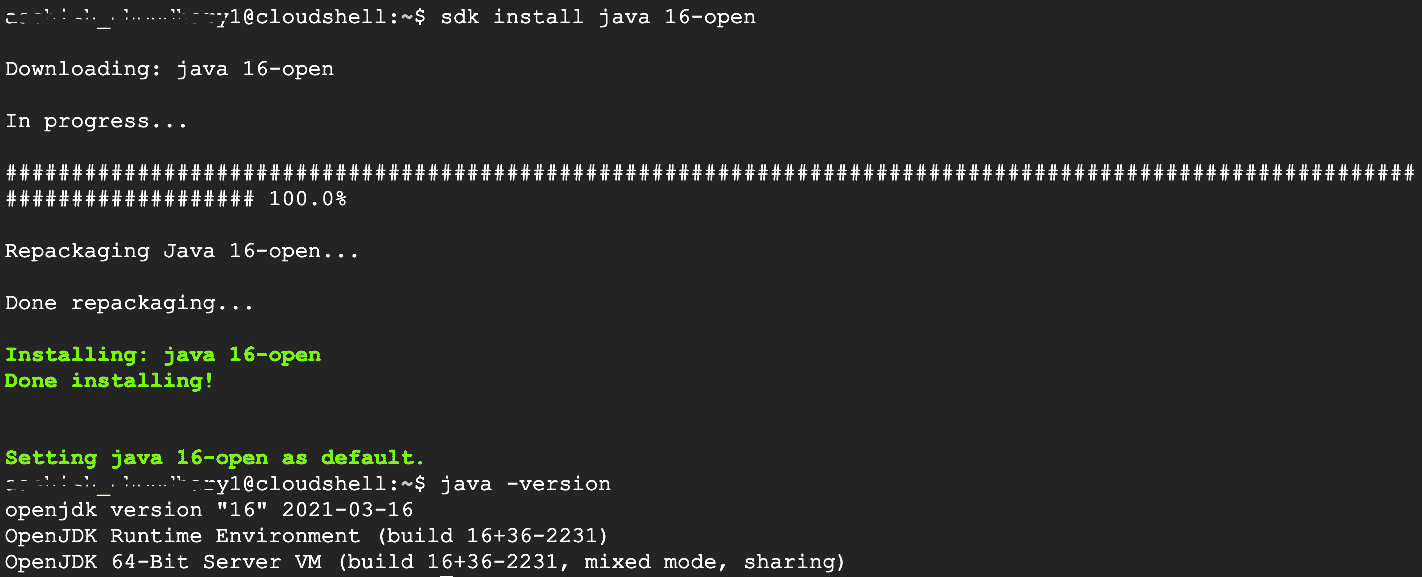 y1@cloudshell:~$ sdk install java 16-open
Downloading: java 16-open
In progress...
###########################################################################################################
################### 100.0%
Repackaging Java 16-open...
Done repackaging...
Installing: java 16-open
Done installing!
Setting java 16-open as default.
y1@cloudshell:~$ java -version
openjdk version "16" 2021-03-16
OpenJDK Runtime Environment (build 16+36-2231)
OpenJDK 64-Bit Server VM (build 16+36-2231, mixed mode, sharing)